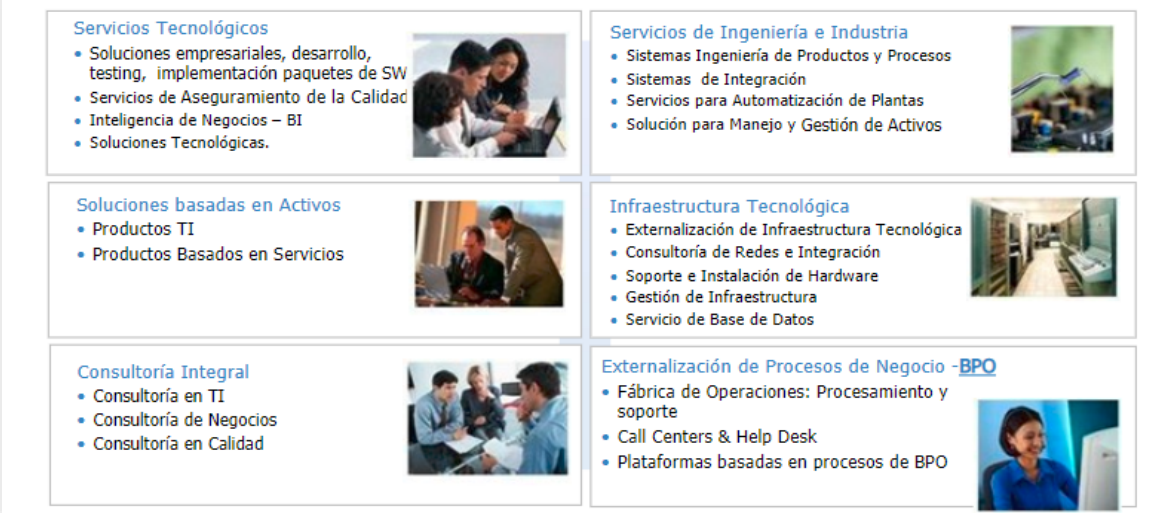 Servicios Tecnológicos
• Soluciones empresariales, desarrollo,
testing, implementación paquetes de SW
• Servicios de Aseguramiento de la Calidad
• Inteligencia de Negocios – BI
• Soluciones Tecnológicas.
Servicios de Ingeniería e Industria
• Sistemas Ingeniería de Productos y Procesos
• Sistemas de Integración
• Servicios para Automatización de Plantas
• Solución para Manejo y Gestión de Activos
Soluciones basadas en Activos
• Productos TI
• Productos Basados en Servicios
Infraestructura Tecnológica
• Externalización de Infraestructura Tecnológica
• Consultoría de Redes e Integración
• Soporte e Instalación de Hardware
• Gestión de Infraestructura
• Servicio de Base de Datos
Consultoría Integral
• Consultoría en TI
• Consultoría de Negocios
• Consultoría en Calidad
Externalización de Procesos de Negocio -BPO
• Fábrica de Operaciones: Procesamiento y
soporte
• Call Centers & Help Desk
• Plataformas basadas en procesos de BPO